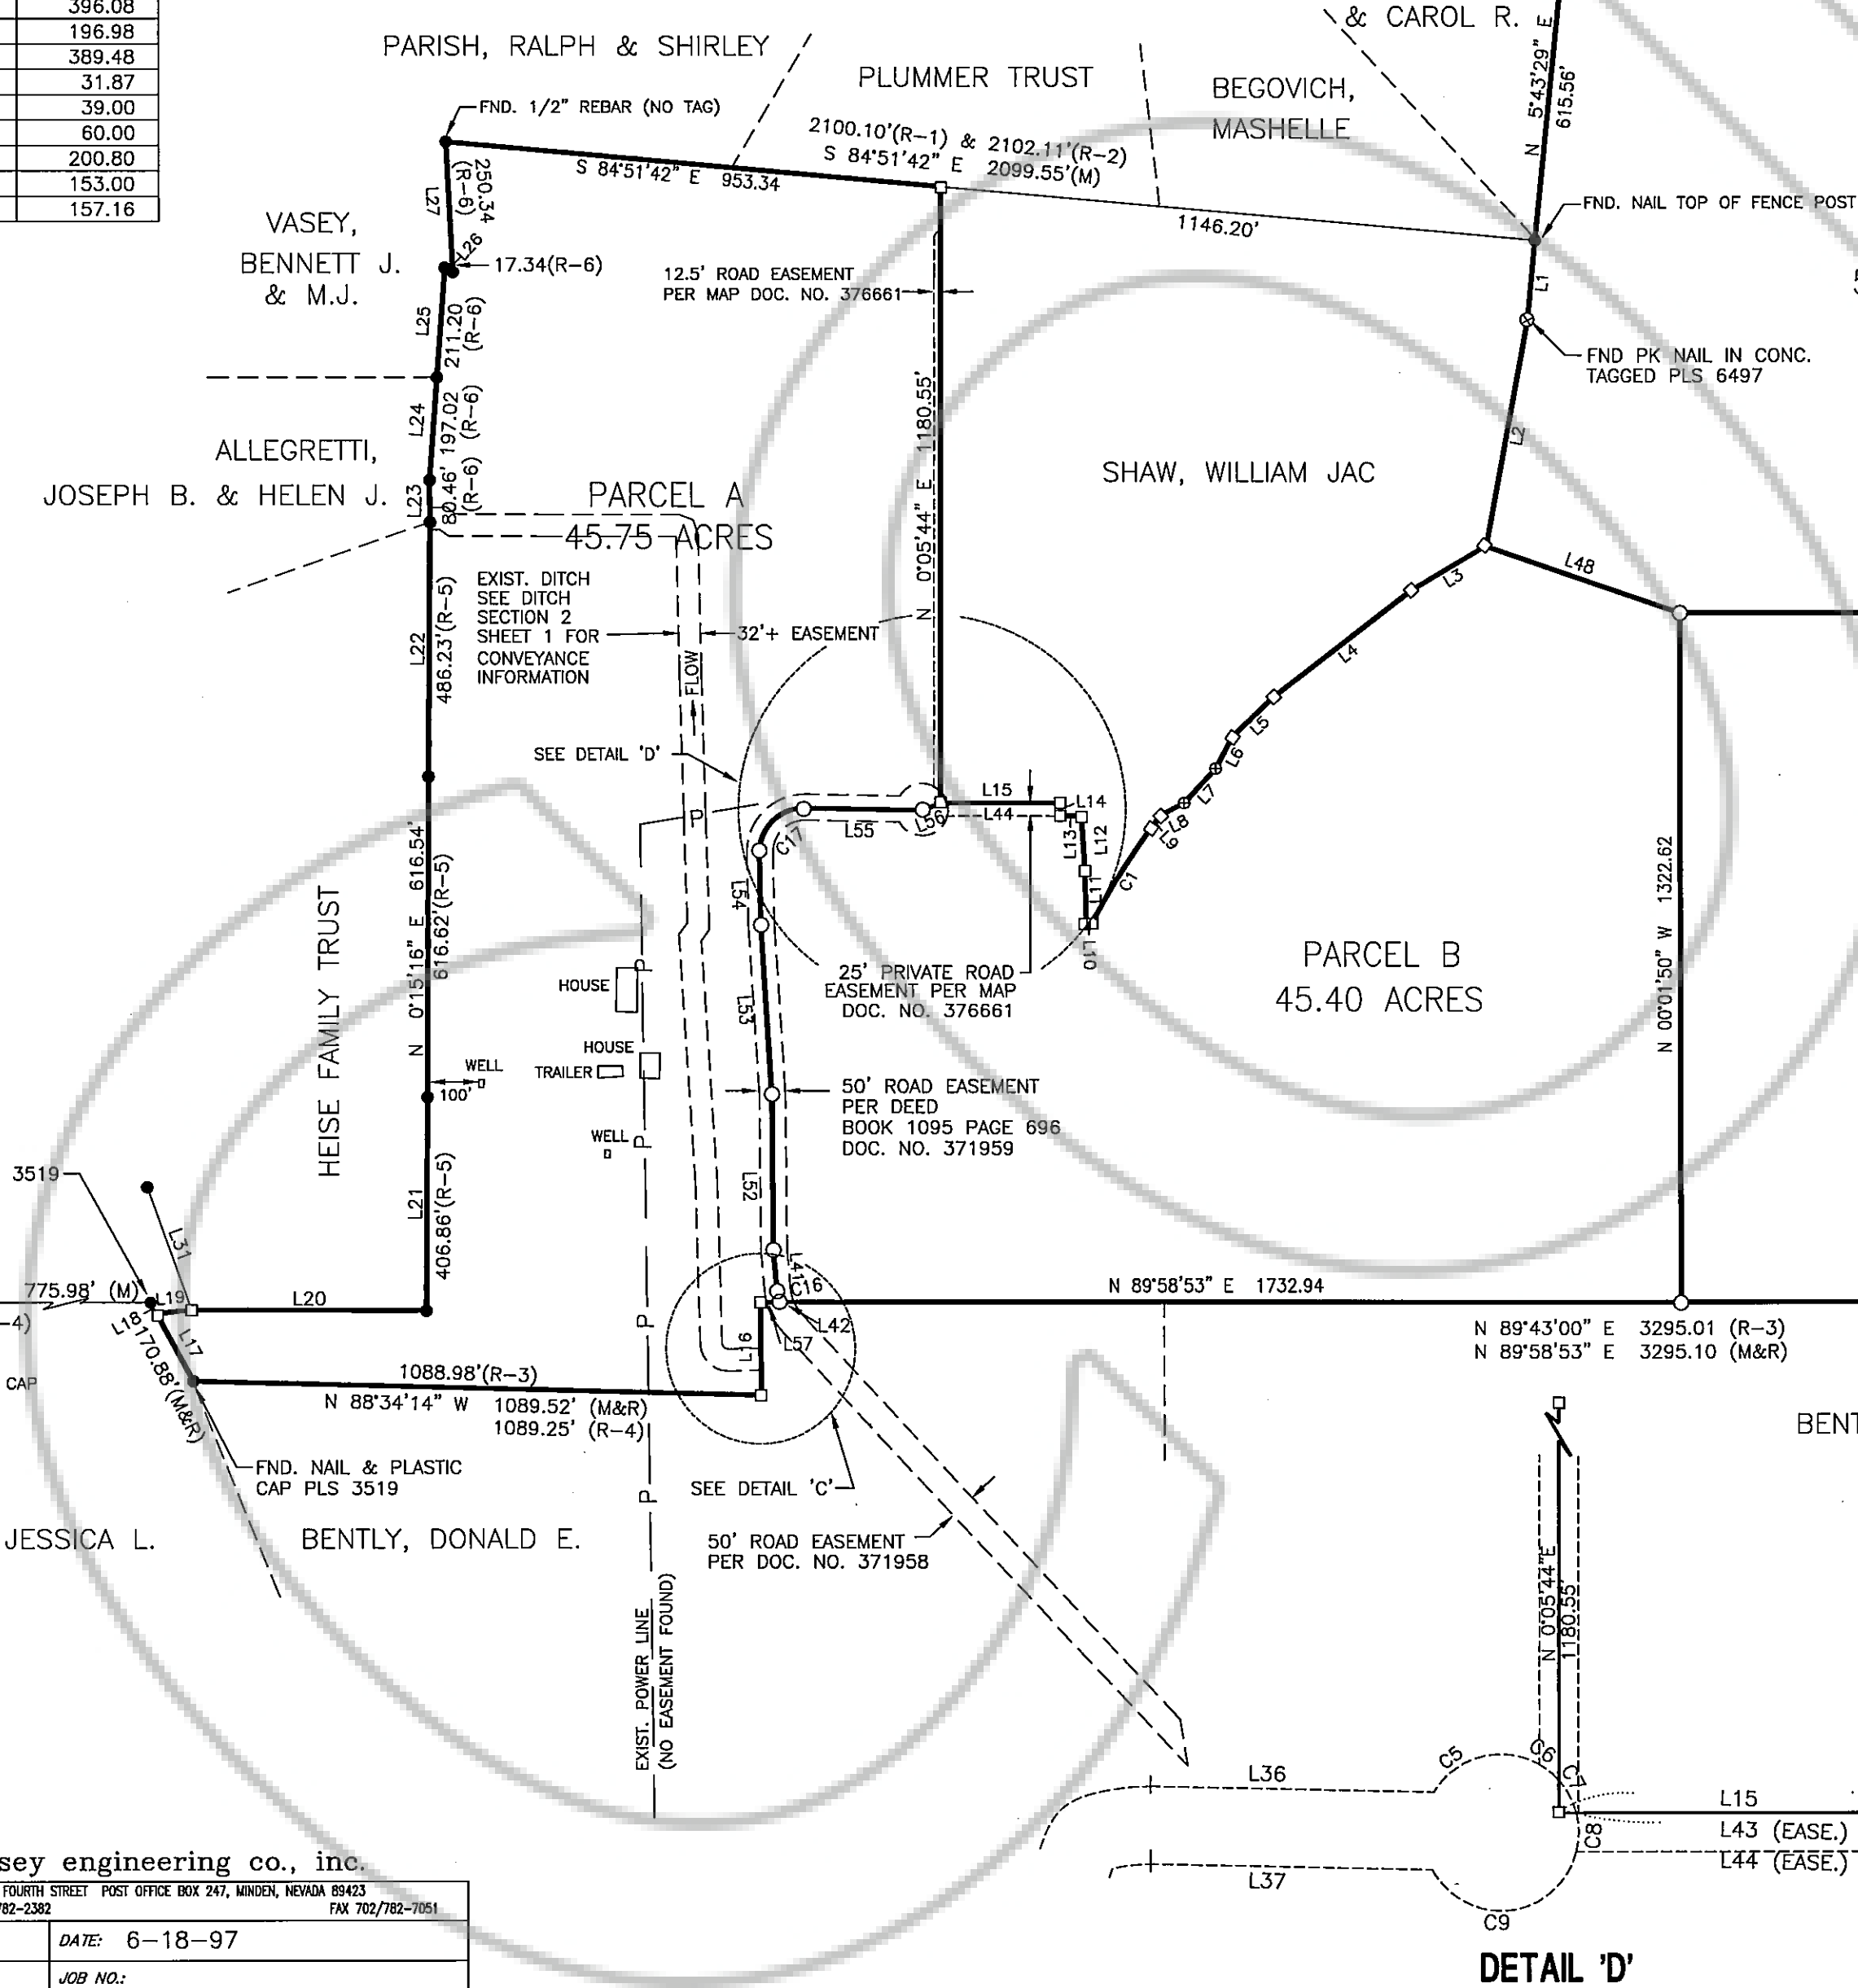 396.08
196.98
389.48
31.87
39.00
60.00
200.80
153.00
157.16
PARISH, RALPH & SHIRLEY
PLUMMER TRUST
BEGOVICH,
MASHELLE
& CAROL R.
N 5°43'29" E
615.56'
FND. 1/2" REBAR (NO TAG)
2100.10'(R-1) & 2102.11'(R-2)
S 84°51'42" E 2099.55'(M)
S 84°51'42" E 953.34
1146.20'
FND. NAIL TOP OF FENCE POST
L1
FND PK NAIL IN CONC.
TAGGED PLS 6497
L2
L27
250.34
(R-6)
L26
17.34(R-6)
VASEY,
BENNETT J.
& M.J.
L25
211.20
(R-6)
12.5' ROAD EASEMENT
PER MAP DOC. NO. 376661
N 0°05'44" E 1180.55'
SHAW, WILLIAM JAC
L24
197.02
(R-6)
ALLEGRETTI,
JOSEPH B. & HELEN J.
L23
80.46'
(R-6)
PARCEL A
45.75 ACRES
EXIST. DITCH
SEE DITCH
SECTION 2
SHEET 1 FOR
CONVEYANCE
INFORMATION
32'+ EASEMENT
FLOW
L22
486.23'(R-5)
L48
L3
L4
L5
L6
L7
L8
L9
C1
SEE DETAIL 'D'
P
C17
L55
L56
L15
L44
L14
L13
L12
L11
L10
L54
HEISE FAMILY TRUST
N 0°15'16" E 616.54'
616.62'(R-5)
P
HOUSE
L53
25' PRIVATE ROAD
EASEMENT PER MAP
DOC. NO. 376661
PARCEL B
45.40 ACRES
N 00°01'50" W 1322.62
HOUSE
TRAILER
WELL
100'
WELL
P
50' ROAD EASEMENT
PER DEED
BOOK 1095 PAGE 696
DOC. NO. 371959
L52
3519
L31
L21
406.86'(R-5)
775.98' (M)
-4)
L19
L18
L20
L17
170.88'(M&R)
P
P
L41
C16
N 89°58'53" E 1732.94
L42
L57
L16
N 89°43'00" E 3295.01 (R-3)
N 89°58'53" E 3295.10 (M&R)
CAP
1088.98'(R-3)
N 88°34'14" W 1089.52' (M&R)
1089.25' (R-4)
FND. NAIL & PLASTIC
CAP PLS 3519
SEE DETAIL 'C'
BENT
P
JESSICA L.
BENTLY, DONALD E.
50' ROAD EASEMENT
PER DOC. NO. 371958
EXIST. POWER LINE
(NO EASEMENT FOUND)
N 0°05'44"E
1180.55'
L36
C5
C6
C7
C8
L15
L43 (EASE.)
L44 (EASE.)
L37
C9
DETAIL 'D'
sey engineering co., inc.
FOURTH STREET POST OFFICE BOX 247, MINDEN, NEVADA 89423
782-2382 FAX 702/782-7051
DATE: 6-18-97
JOB NO.: